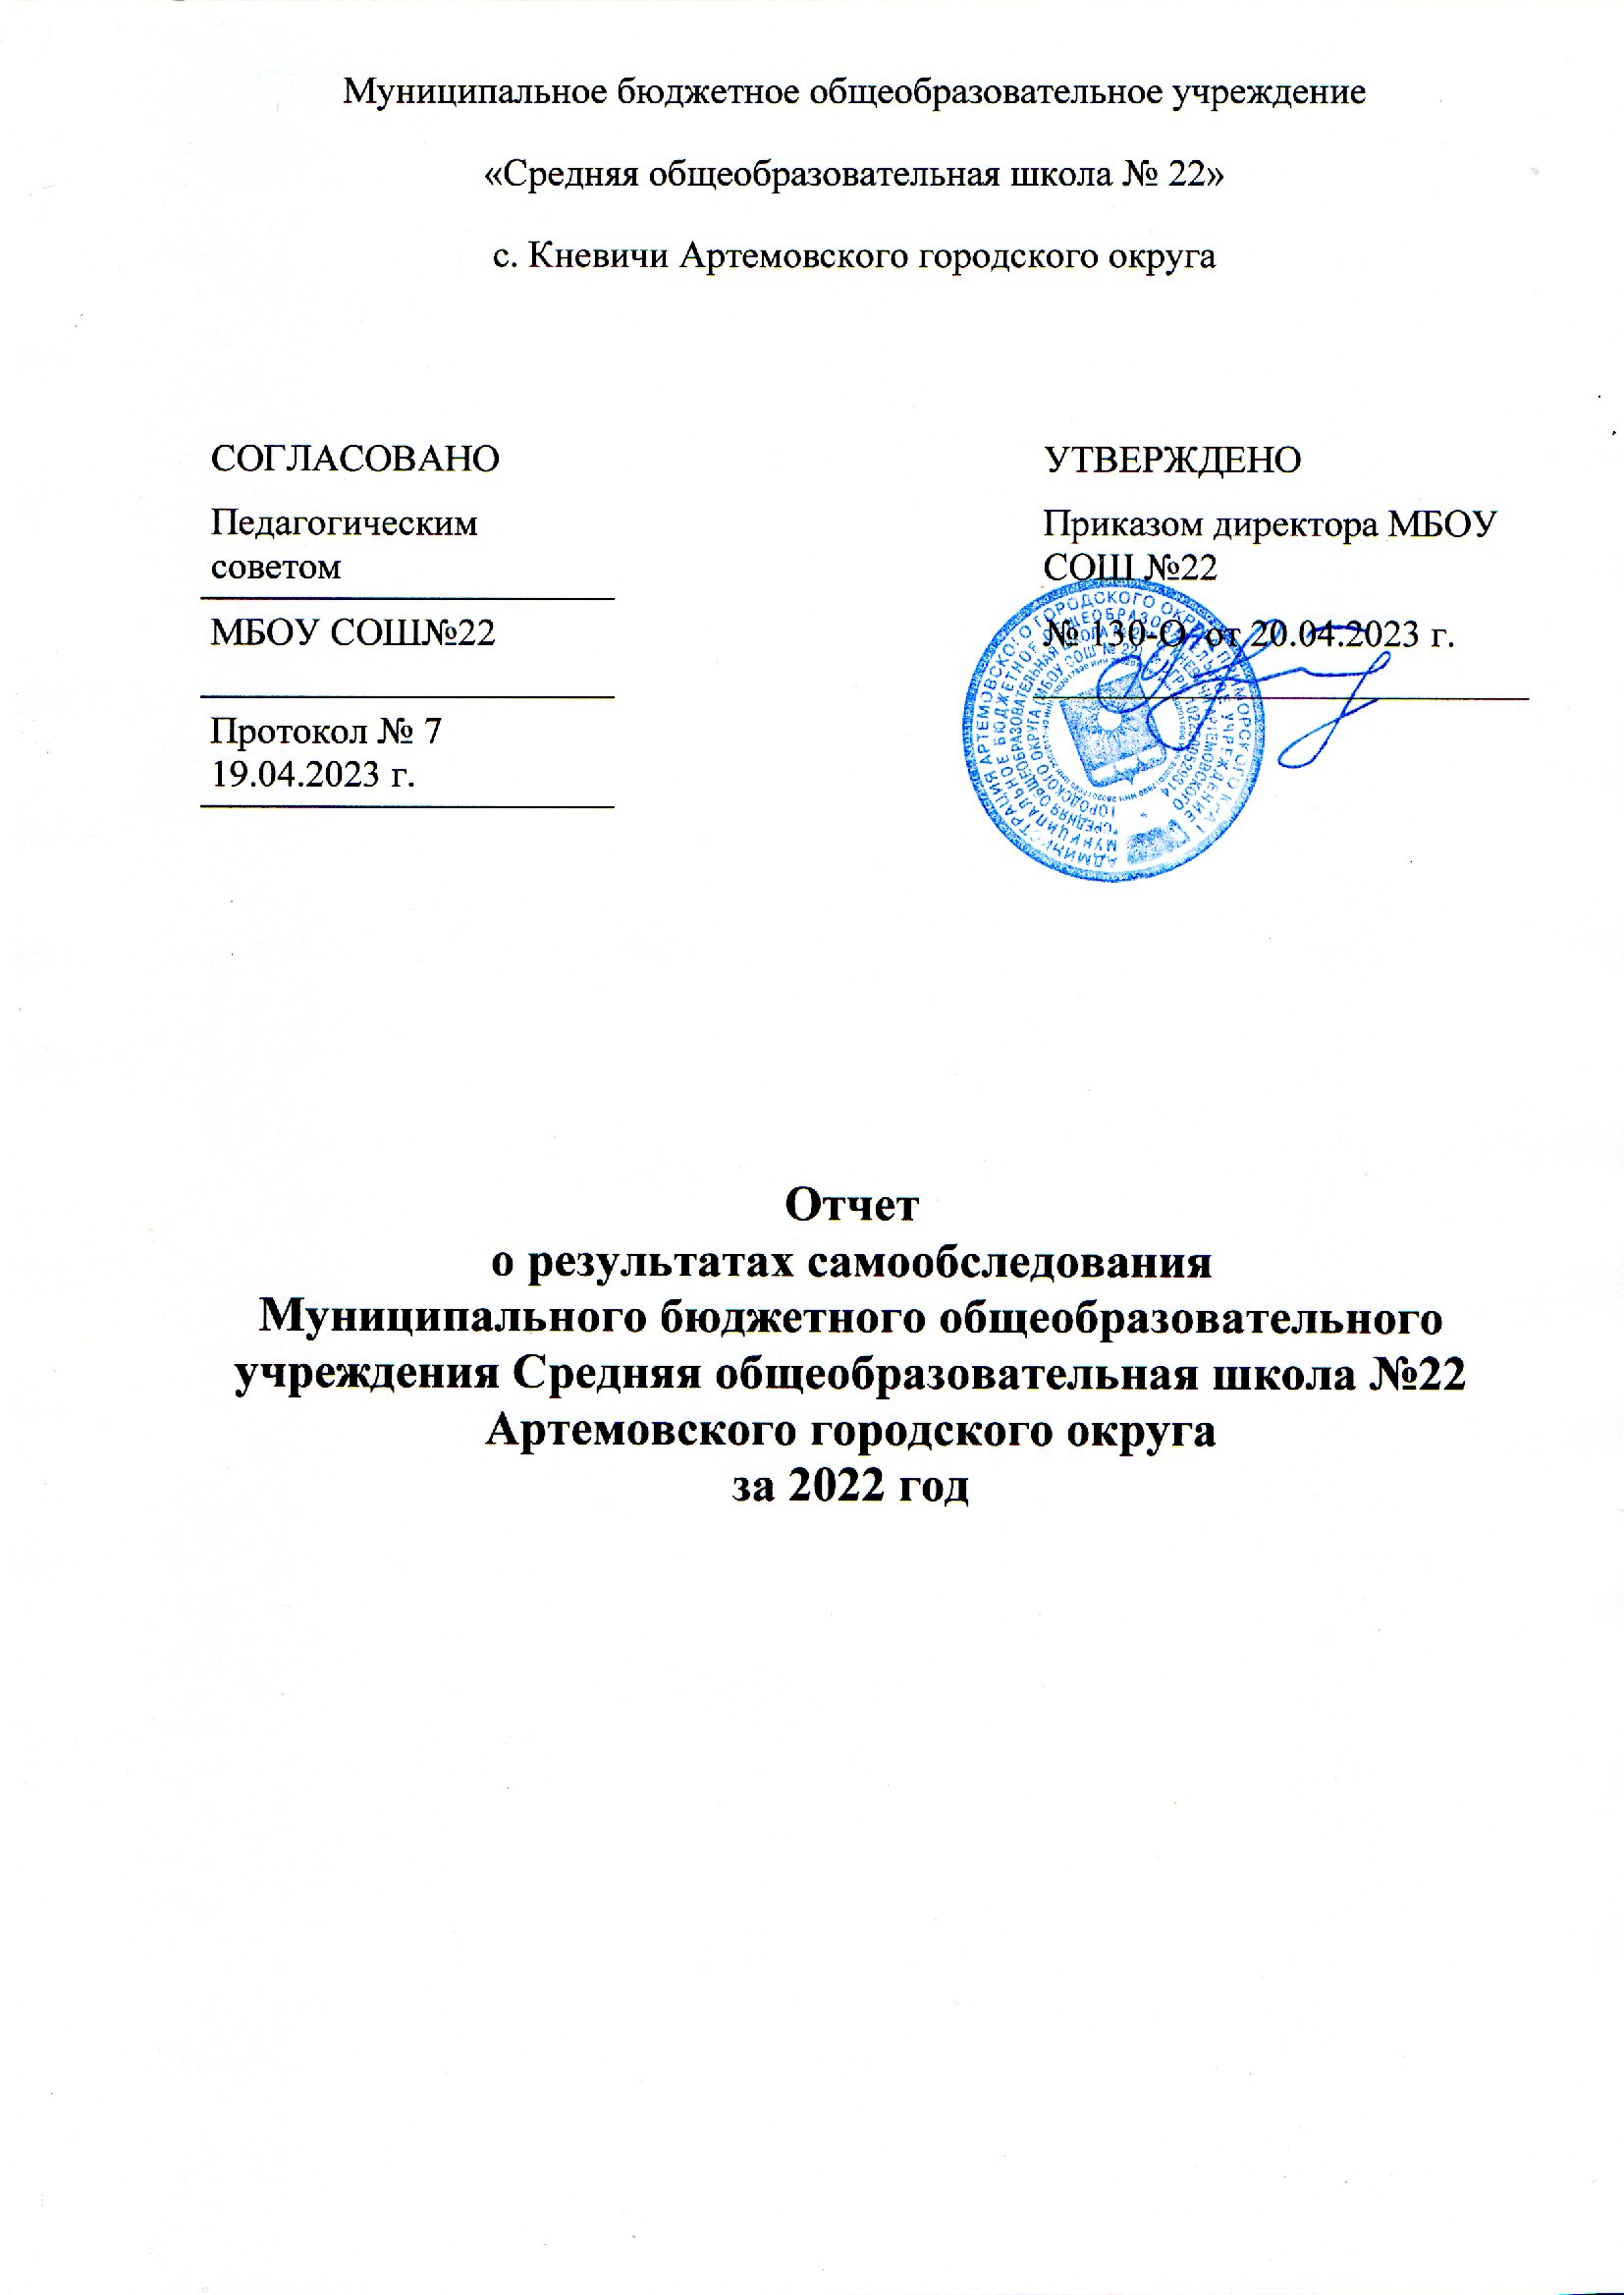 Муниципальное бюджетное общеобразовательное учреждение
«Средняя общеобразовательная школа № 22»
с. Кневичи Артемовского городского округа
СОГЛАСОВАНО
Педагогическим
советом
МБОУ СОШ№22
Протокол № 7
19.04.2023 г.
УТВЕРЖДЕНО
Приказом директора МБОУ
СОШ №22
№ 130-О от 20.04.2023 г.
Отчет
о результатах самообследования
Муниципального бюджетного общеобразовательного
учреждения Средняя общеобразовательная школа №22
Артемовского городского округа
за 2022 год